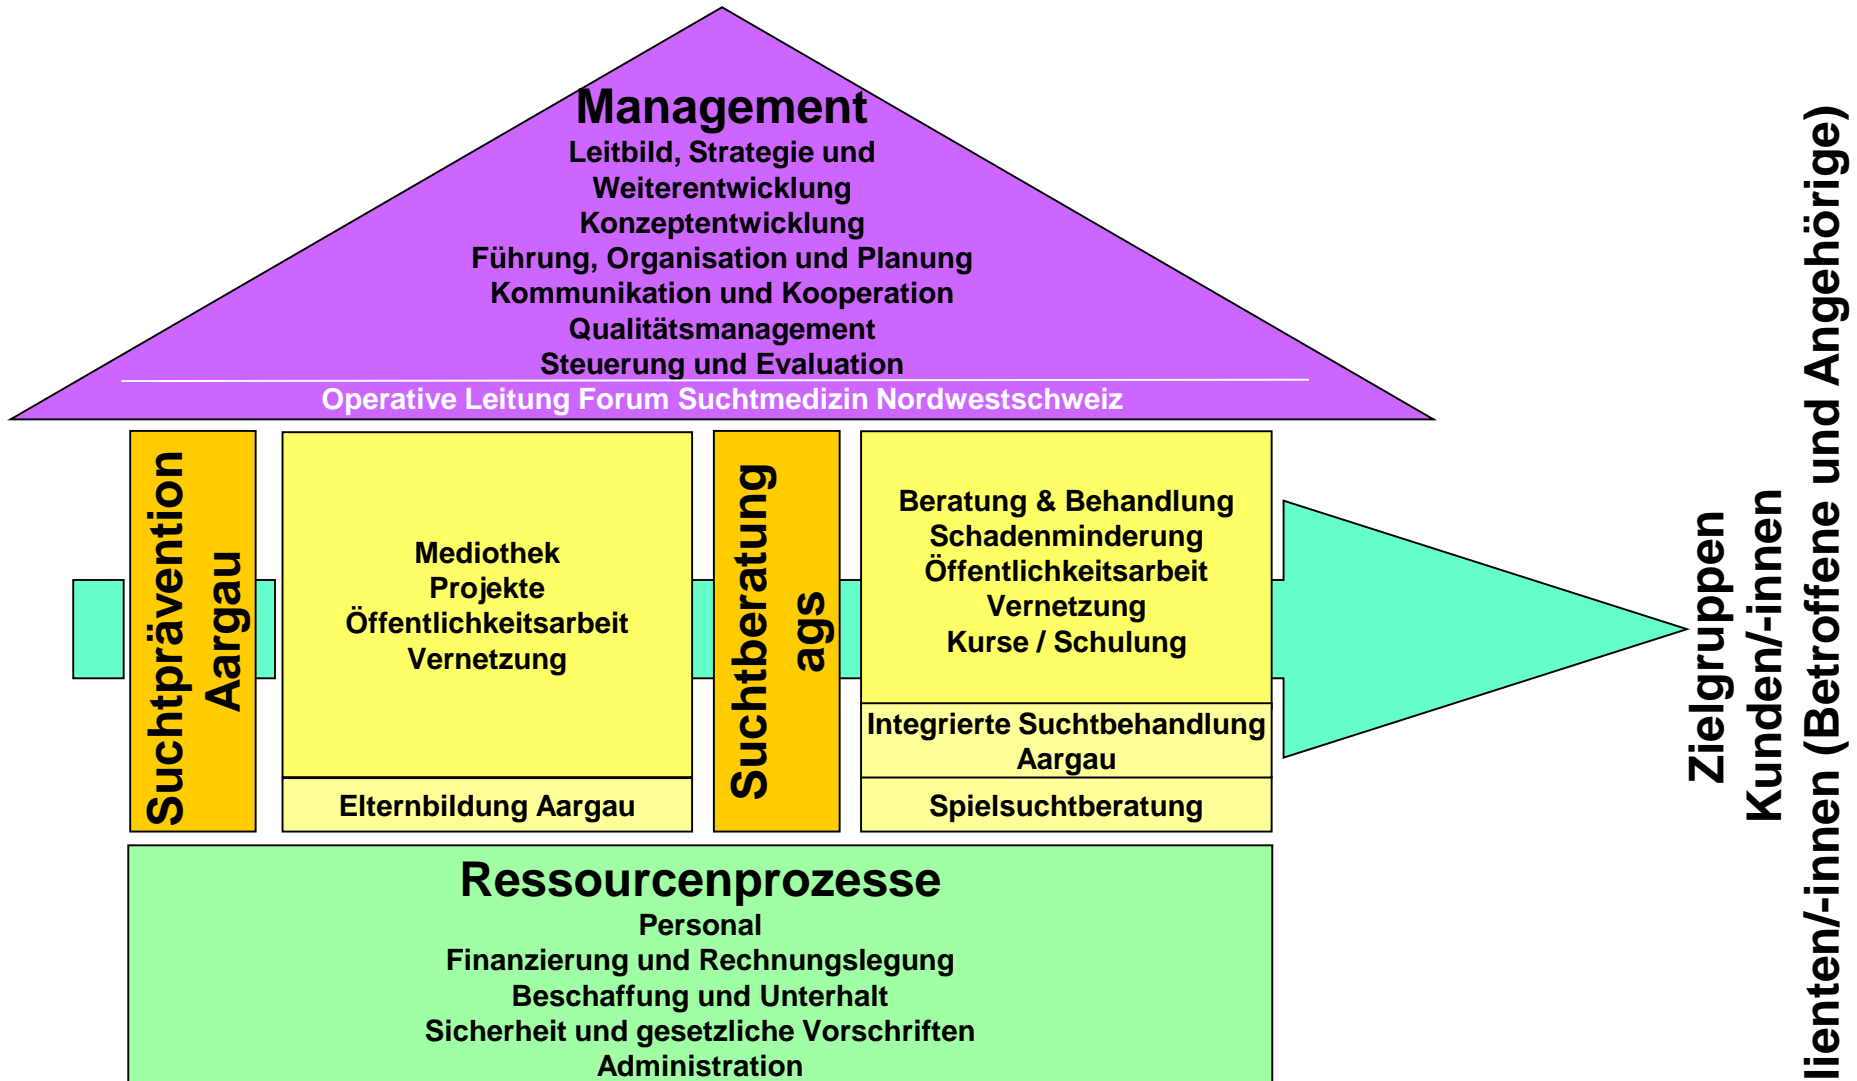 Management
Leitbild, Strategie und
Weiterentwicklung
Konzeptentwicklung
Führung, Organisation und Planung
Kommunikation und Kooperation
Qualitätsmanagement
Steuerung und Evaluation
Operative Leitung Forum Suchtmedizin Nordwestschweiz
Suchtprävention
Aargau
Mediothek
Projekte
Öffentlichkeitsarbeit
Vernetzung
Elternbildung Aargau
Suchtberatung
ags
Beratung & Behandlung
Schadenminderung
Öffentlichkeitsarbeit
Vernetzung
Kurse / Schulung
Integrierte Suchtbehandlung
Aargau
Spielsuchtberatung
Zielgruppen
Kunden/-innen
lienten/-innen (Betroffene und Angehörige)
Ressourcenprozesse
Personal
Finanzierung und Rechnungslegung
Beschaffung und Unterhalt
Sicherheit und gesetzliche Vorschriften
Administration